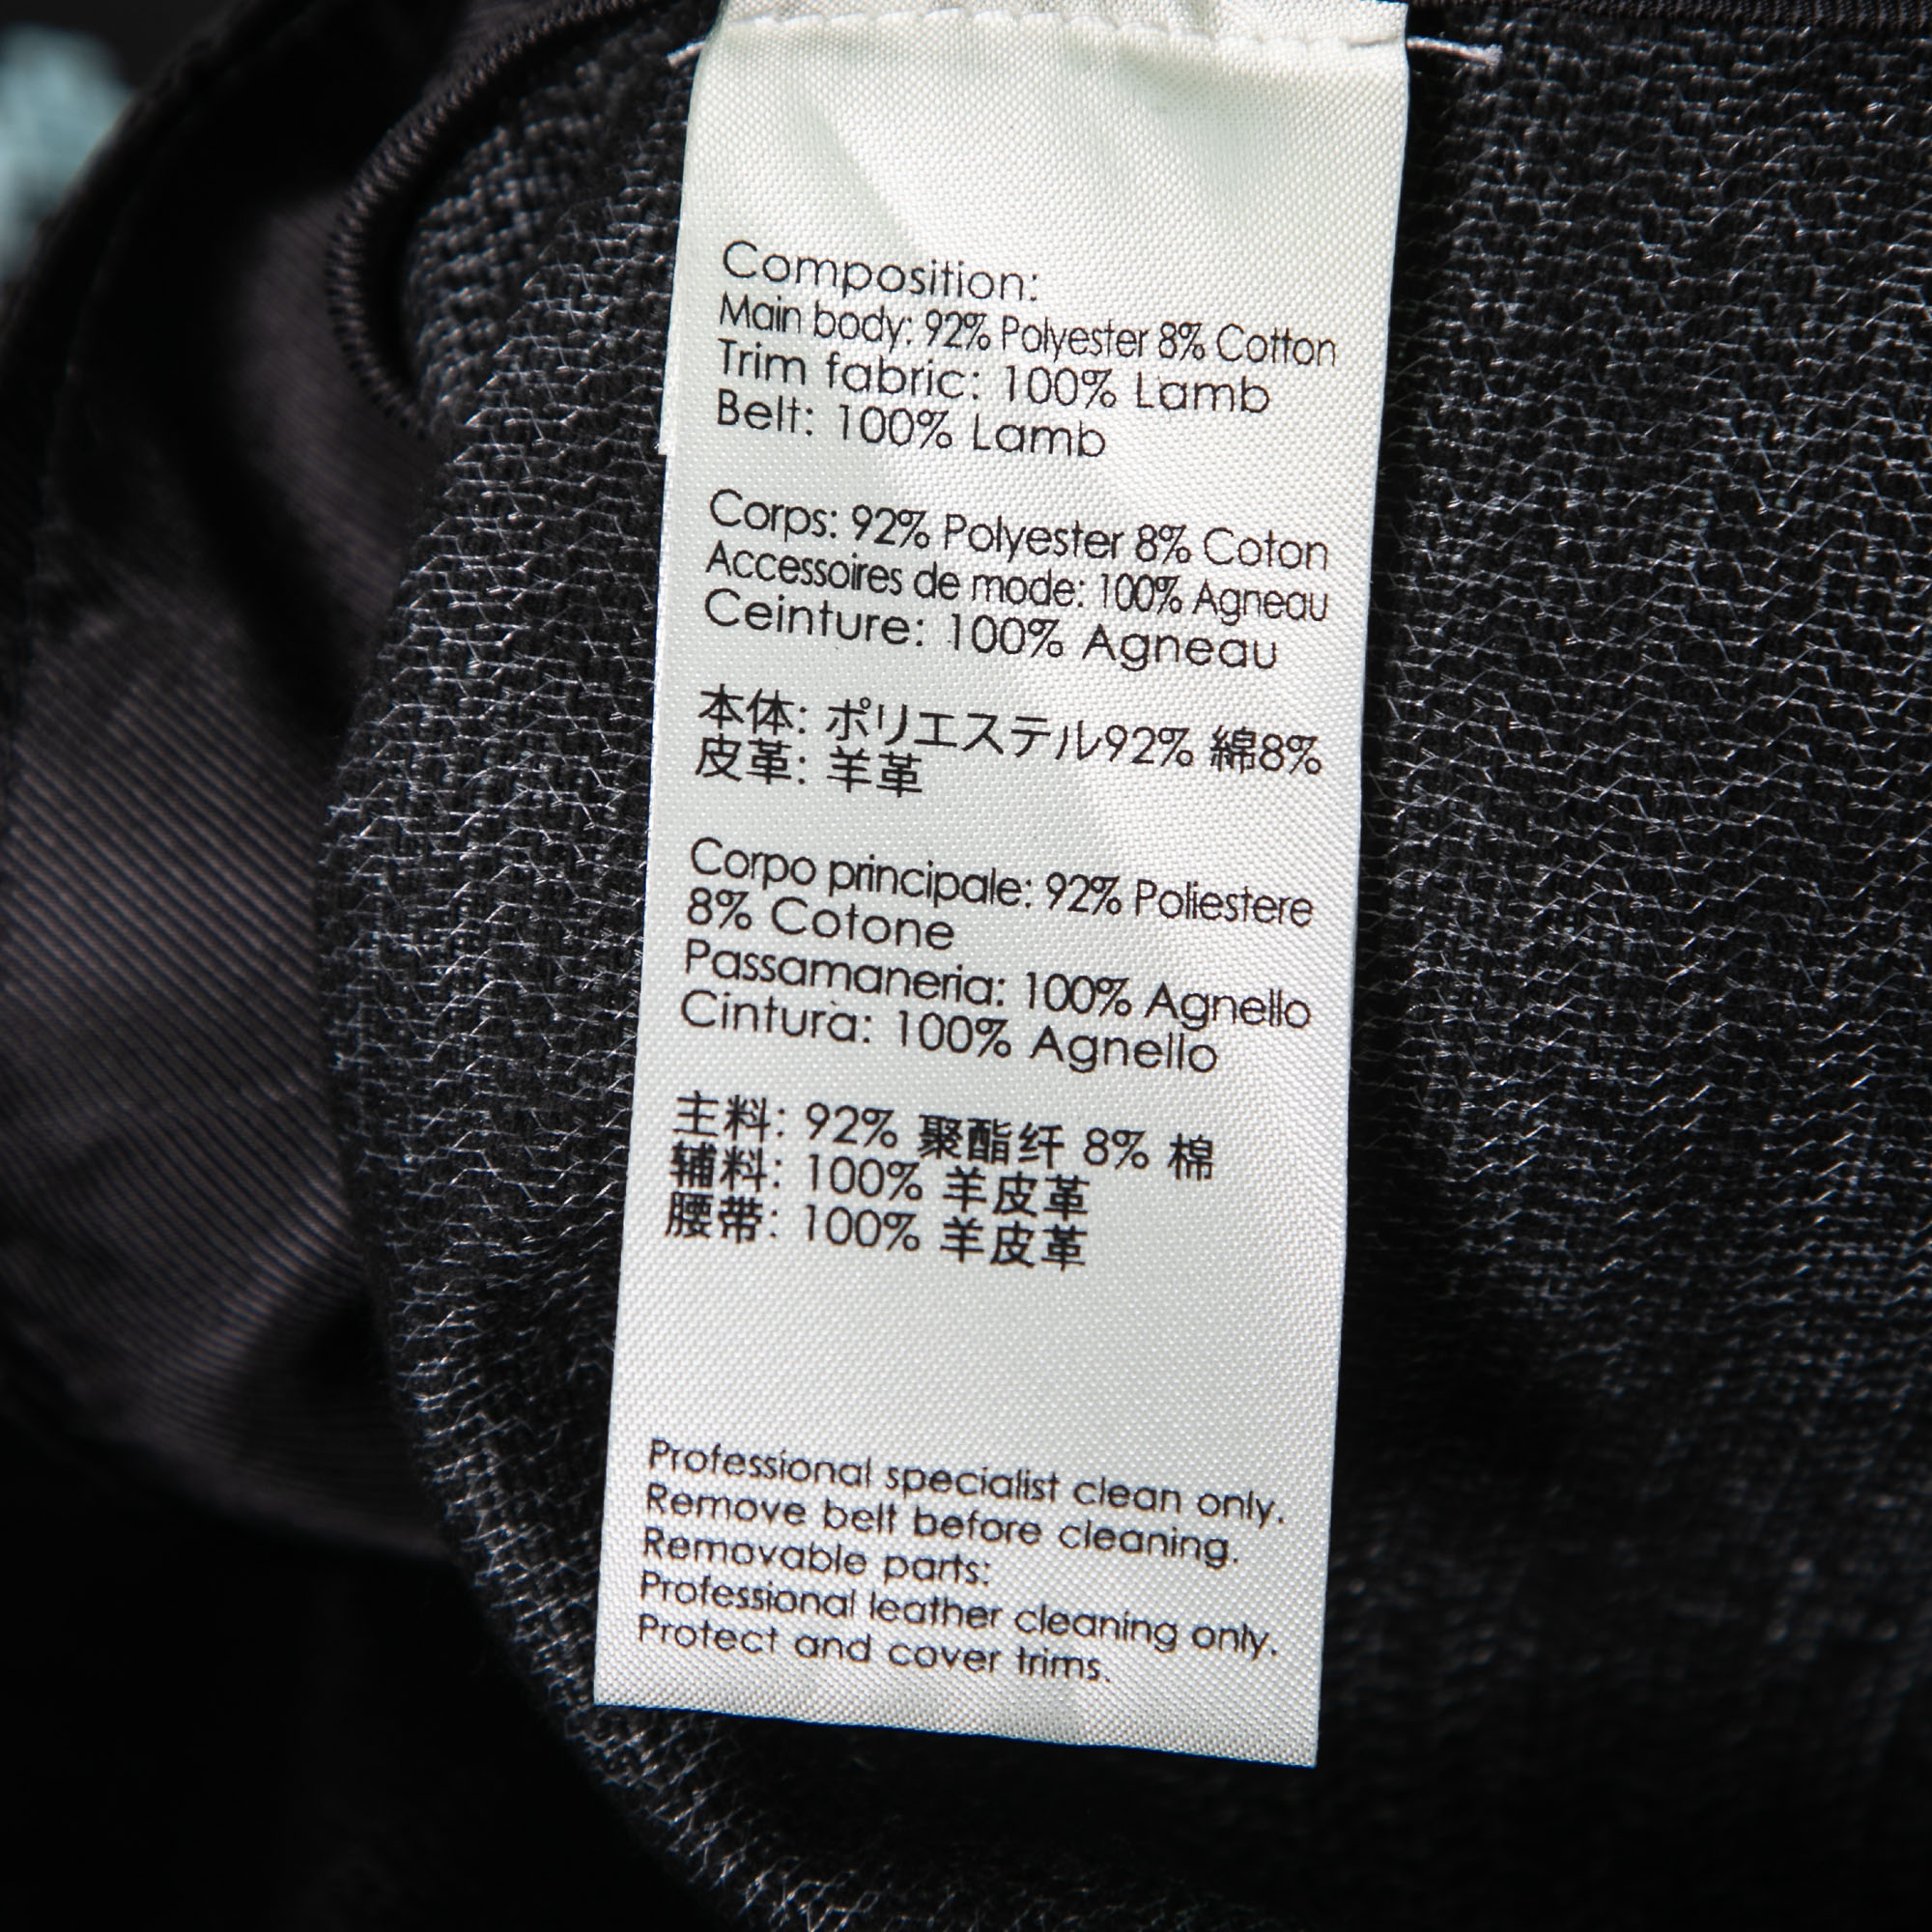 Composition:
Main body: 92% Polyester 8% Cotton
Trim fabric: 100% Lamb
Belt: 100% Lamb
Corps: 92% Polyester 8% Coton
Accessoires de mode: 100% Agneau
Ceinture: 100% Agneau
本体: ポリエステル92% 綿8%
皮革: 羊革
Corpo principale: 92% Poliestere
8% Cotone
Passamaneria: 100% Agnello
Cintura: 100% Agnello
主料: 92% 聚酯纤 8% 棉
辅料: 100% 羊皮革
腰带: 100% 羊皮革
Professional specialist clean only.
Remove belt before cleaning.
Removable parts:
Professional leather cleaning only.
Protect and cover trims.